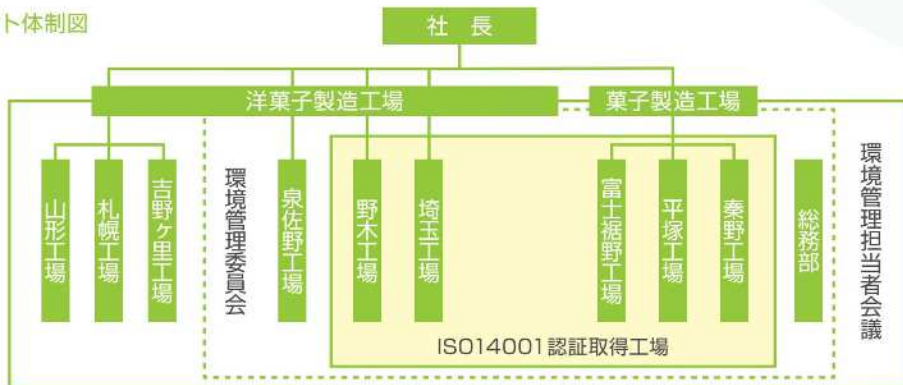 ト体制図
社 長
洋菓子製造工場
菓子製造工場
山形工場
札幌工場
吉野ヶ里工場
環境管理委員会
泉佐野工場
野木工場
埼玉工場
富士裾野工場
平塚工場
秦野工場
総務部
環境管理担当者会議
ISO14001認証取得工場